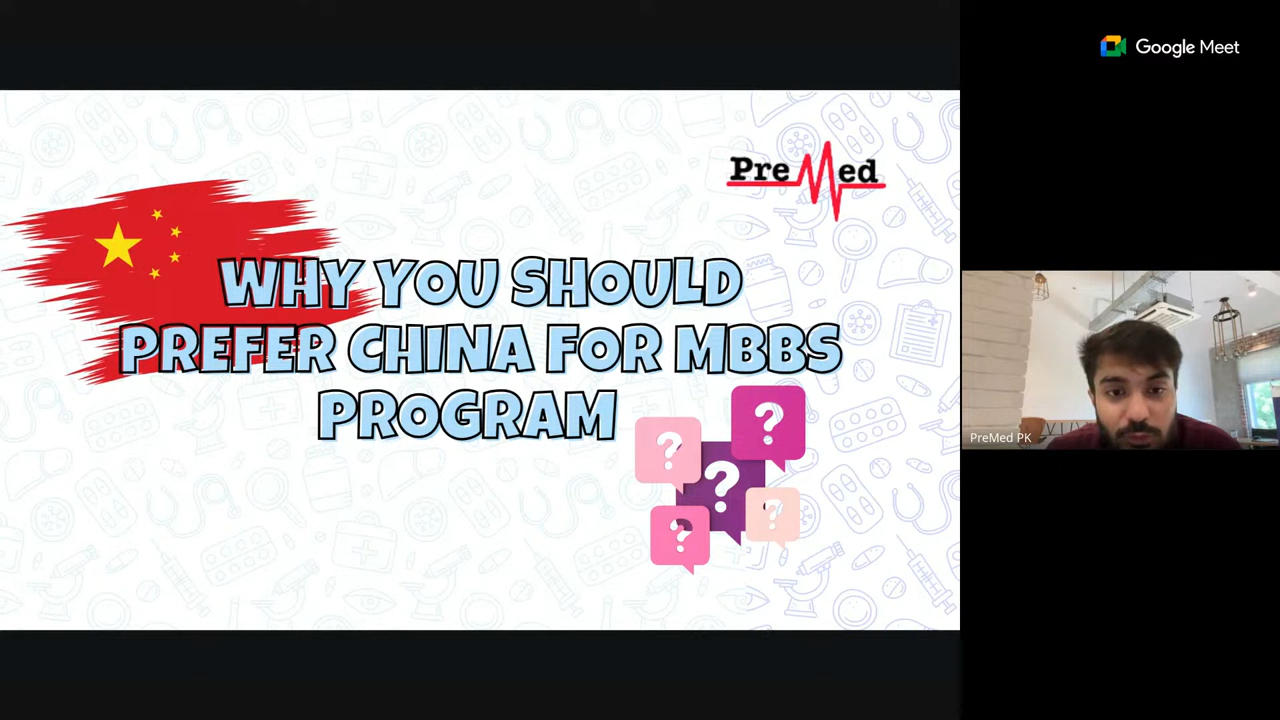 Google Meet
PreMed
WHY YOU SHOULD
PREFER CHINA FOR MBBS
PROGRAM
?
?
?
?
?
PreMed PK